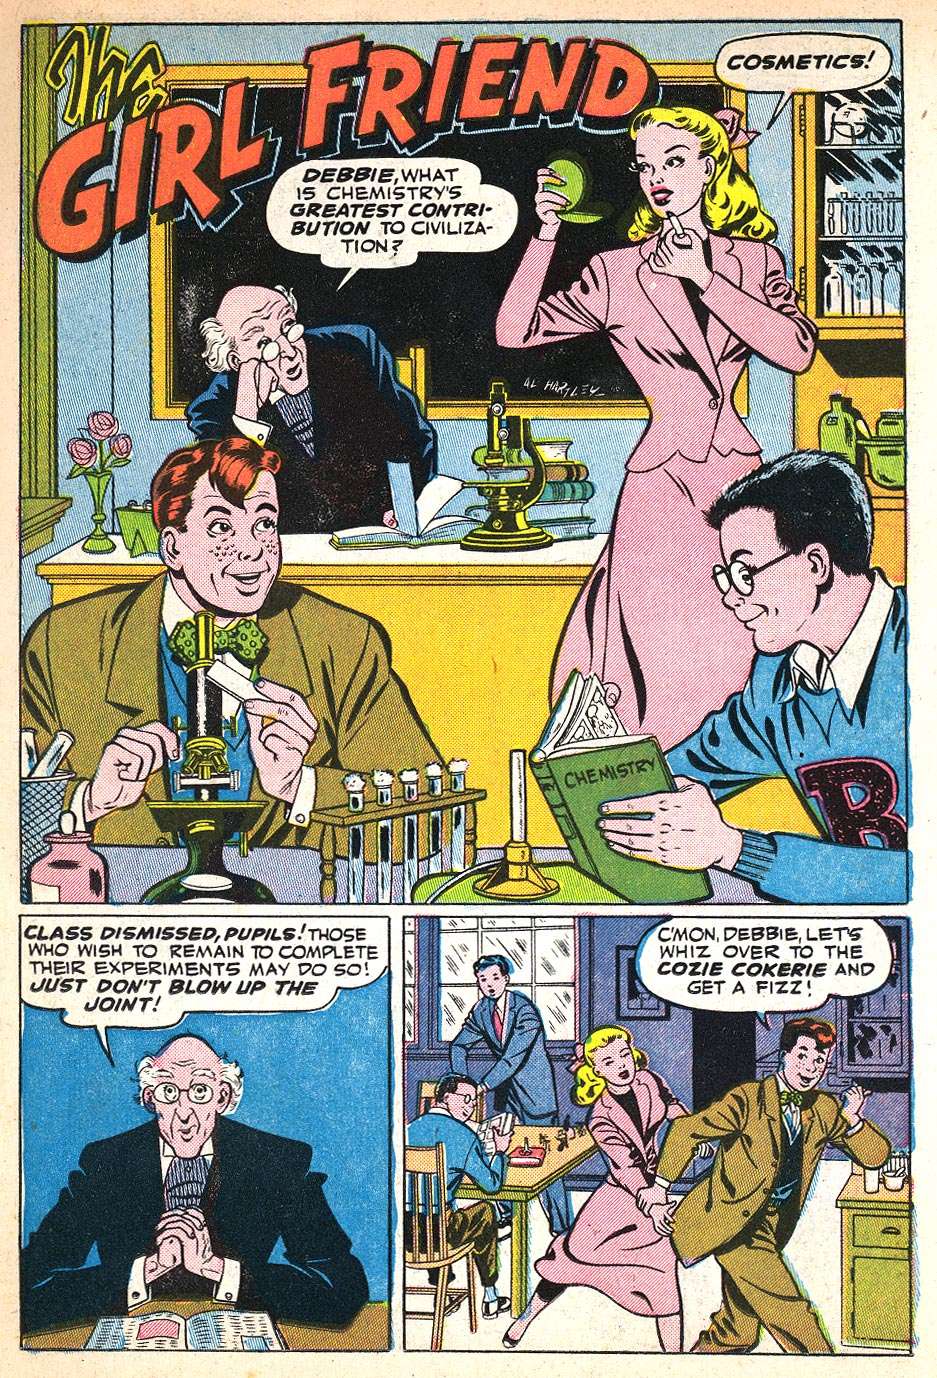 The
GIRL FRIEND
COSMETICS!
DEBBIE, WHAT
IS CHEMISTRY'S
GREATEST CONTRI-
BUTION TO CIVILIZA-
TION?
AL HARTLEY
CHEMISTRY
R
CLASS DISMISSED, PUPILS! THOSE
WHO WISH TO REMAIN TO COMPLETE
THEIR EXPERIMENTS MAY DO SO!
JUST DON'T BLOW UP THE
JOINT!
C'MON, DEBBIE, LET'S
WHIZ OVER TO THE
COZIE COKERIE AND
GET A FIZZ!